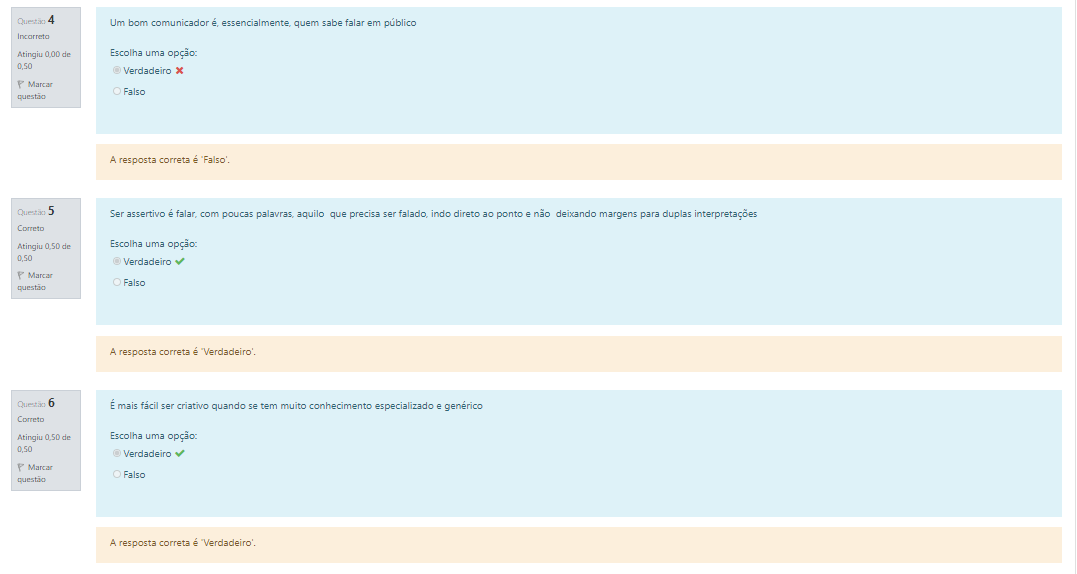 Questão 4
Incorreto
Atingiu 0,00 de
0,50
Marcar
questão
Um bom comunicador é, essencialmente, quem sabe falar em público
Escolha uma opção:
Verdadeiro
Falso
A resposta correta é 'Falso'.
Questão 5
Correto
Atingiu 0,50 de
0,50
Marcar
questão
Ser assertivo é falar, com poucas palavras, aquilo  que precisa ser falado, indo direto ao ponto e não  deixando margens para duplas interpretações
Escolha uma opção:
Verdadeiro
Falso
A resposta correta é 'Verdadeiro'.
Questão 6
Correto
Atingiu 0,50 de
0,50
Marcar
questão
É mais fácil ser criativo quando se tem muito conhecimento especializado e genérico
Escolha uma opção:
Verdadeiro
Falso
A resposta correta é 'Verdadeiro'.